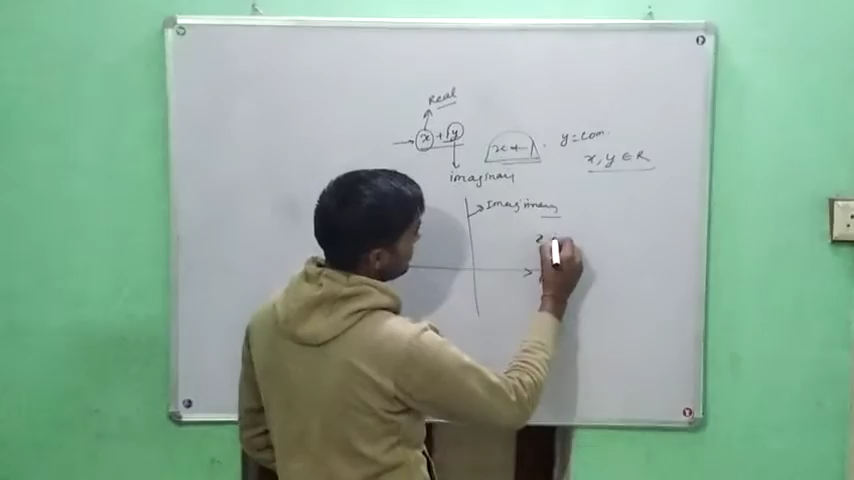 Real
x + iy
y = com.
x, y ∈ R
imaginary
Imaginary